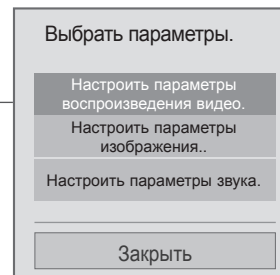 Выбрать параметры.
Настроить параметры
воспроизведения видео.
Настроить параметры
изображения..
Настроить параметры звука.
Закрыть